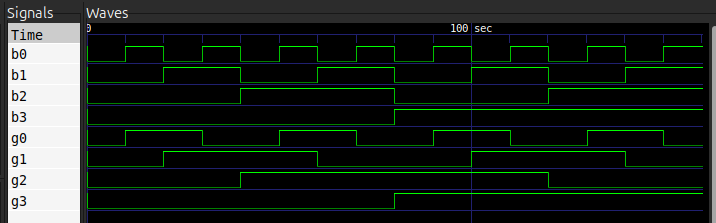 Signals Waves
Time 0 100 sec
b0
b1
b2
b3
g0
g1
g2
g3